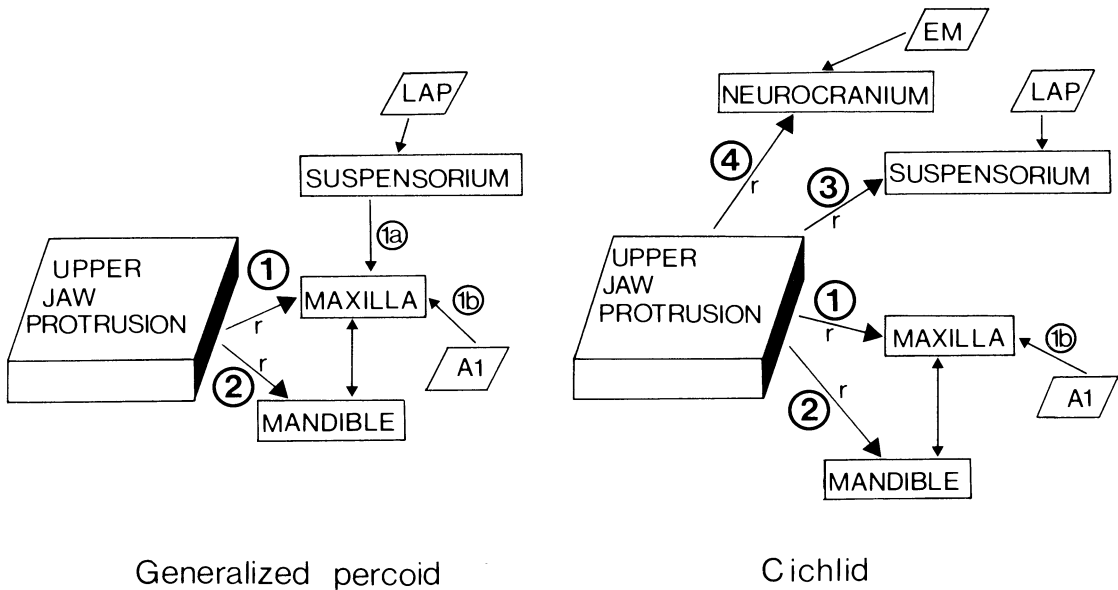 LAP
SUSPENSORIUM
1a
UPPER
JAW
PROTRUSION
1
r
MAXILLA
1b
r
2
A1
MANDIBLE
Generalized percoid
EM
NEUROCRANIUM
LAP
4
r
3
r
SUSPENSORIUM
UPPER
JAW
PROTRUSION
1
r
MAXILLA
1b
2
r
A1
MANDIBLE
Cichlid